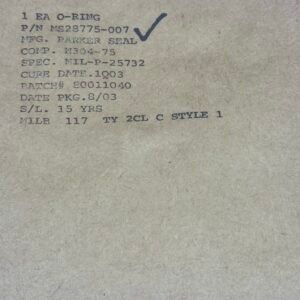 1 EA O-RING
P/N MS28775-007
MFG. PARKER SEAL
COMP. N304-75
SPEC. MIL-P-25732
CURE DATE.1Q03
BATCH# E0011040
DATE PKG.8/03
S/L. 15 YRS
MILB 117 TY 2CL C STYLE 1